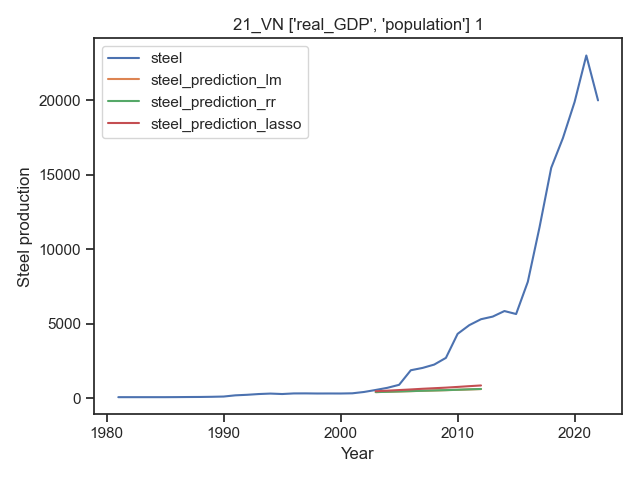 21_VN ['real_GDP', 'population'] 1
steel
steel_prediction_lm
steel_prediction_rr
steel_prediction_lasso
Steel production
20000
15000
10000
5000
0
1980
1990
2000
2010
2020
Year